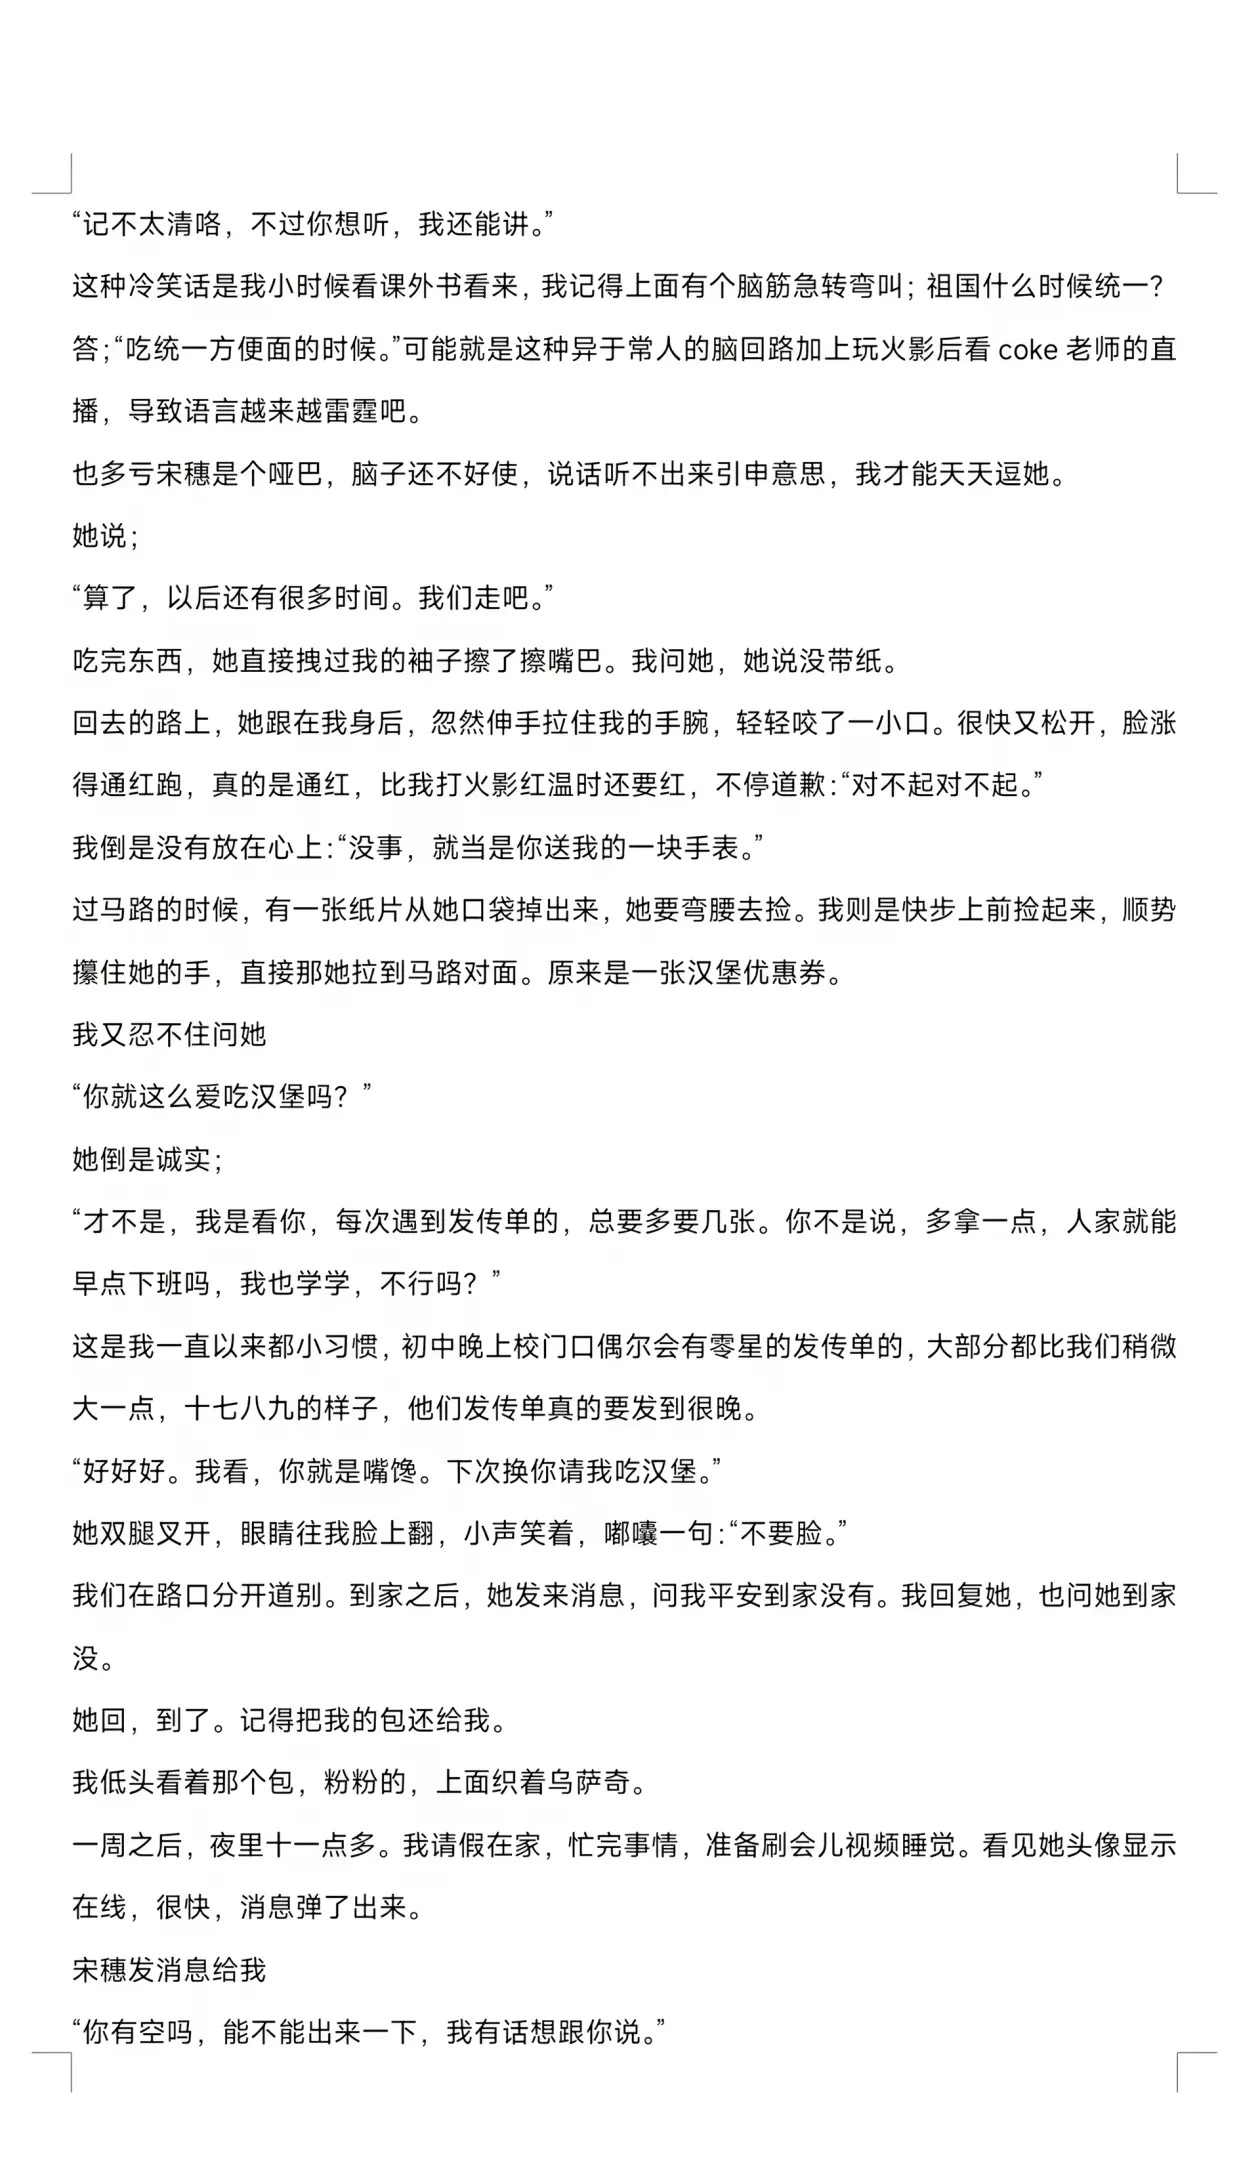 “记不太清咯，不过你想听，我还能讲。”
这种冷笑话是我小时候看课外书看来，我记得上面有个脑筋急转弯叫；祖国什么时候统一？
答；“吃统一方便面的时候。”可能就是这种异于常人的脑回路加上玩火影后看 coke 老师的直
播，导致语言越来越雷霆吧。
也多亏宋穗是个哑巴，脑子还不好使，说话听不出来引申意思，我才能天天逗她。
她说；
“算了，以后还有很多时间。我们走吧。”
吃完东西，她直接拽过我的袖子擦了擦嘴巴。我问她，她说没带纸。
回去的路上，她跟在我身后，忽然伸手拉住我的手腕，轻轻咬了一小口。很快又松开，脸涨
得通红跑，真的是通红，比我打火影红温时还要红，不停道歉：“对不起对不起。”
我倒是没有放在心上：“没事，就当是你送我的一块手表。”
过马路的时候，有一张纸片从她口袋掉出来，她要弯腰去捡。我则是快步上前捡起来，顺势
攥住她的手，直接那她拉到马路对面。原来是一张汉堡优惠券。
我又忍不住问她
“你就这么爱吃汉堡吗？”
她倒是诚实；
“才不是，我是看你，每次遇到发传单的，总要多要几张。你不是说，多拿一点，人家就能
早点下班吗，我也学学，不行吗？”
这是我一直以来都小习惯，初中晚上校门口偶尔会有零星的发传单的，大部分都比我们稍微
大一点，十七八九的样子，他们发传单真的要发到很晚。
“好好好。我看，你就是嘴馋。下次换你请我吃汉堡。”
她双腿叉开，眼睛往我脸上翻，小声笑着，嘟囔一句：“不要脸。”
我们在路口分开道别。到家之后，她发来消息，问我平安到家没有。我回复她，也问她到家
没。
她回，到了。记得把我的包还给我。
我低头看着那个包，粉粉的，上面织着乌萨奇。
一周之后，夜里十一点多。我请假在家，忙完事情，准备刷会儿视频睡觉。看见她头像显示
在线，很快，消息弹了出来。
宋穗发消息给我
“你有空吗，能不能出来一下，我有话想跟你说。”